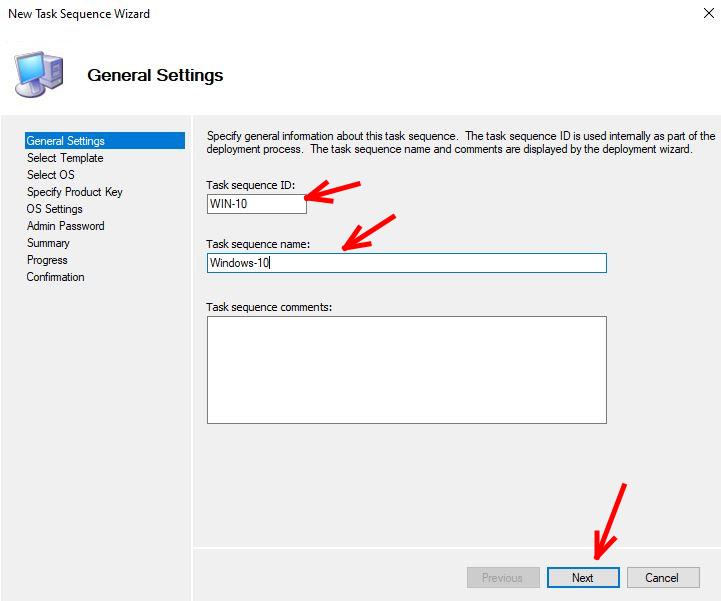 New Task Sequence Wizard
General Settings
General Settings
Select Template
Select OS
Specify Product Key
OS Settings
Admin Password
Summary
Progress
Confirmation
Specify general information about this task sequence. The task sequence ID is used internally as part of the
deployment process. The task sequence name and comments are displayed by the deployment wizard.
Task sequence ID:
WIN-10
Task sequence name:
Windows-10
Task sequence comments:
Previous
Next
Cancel